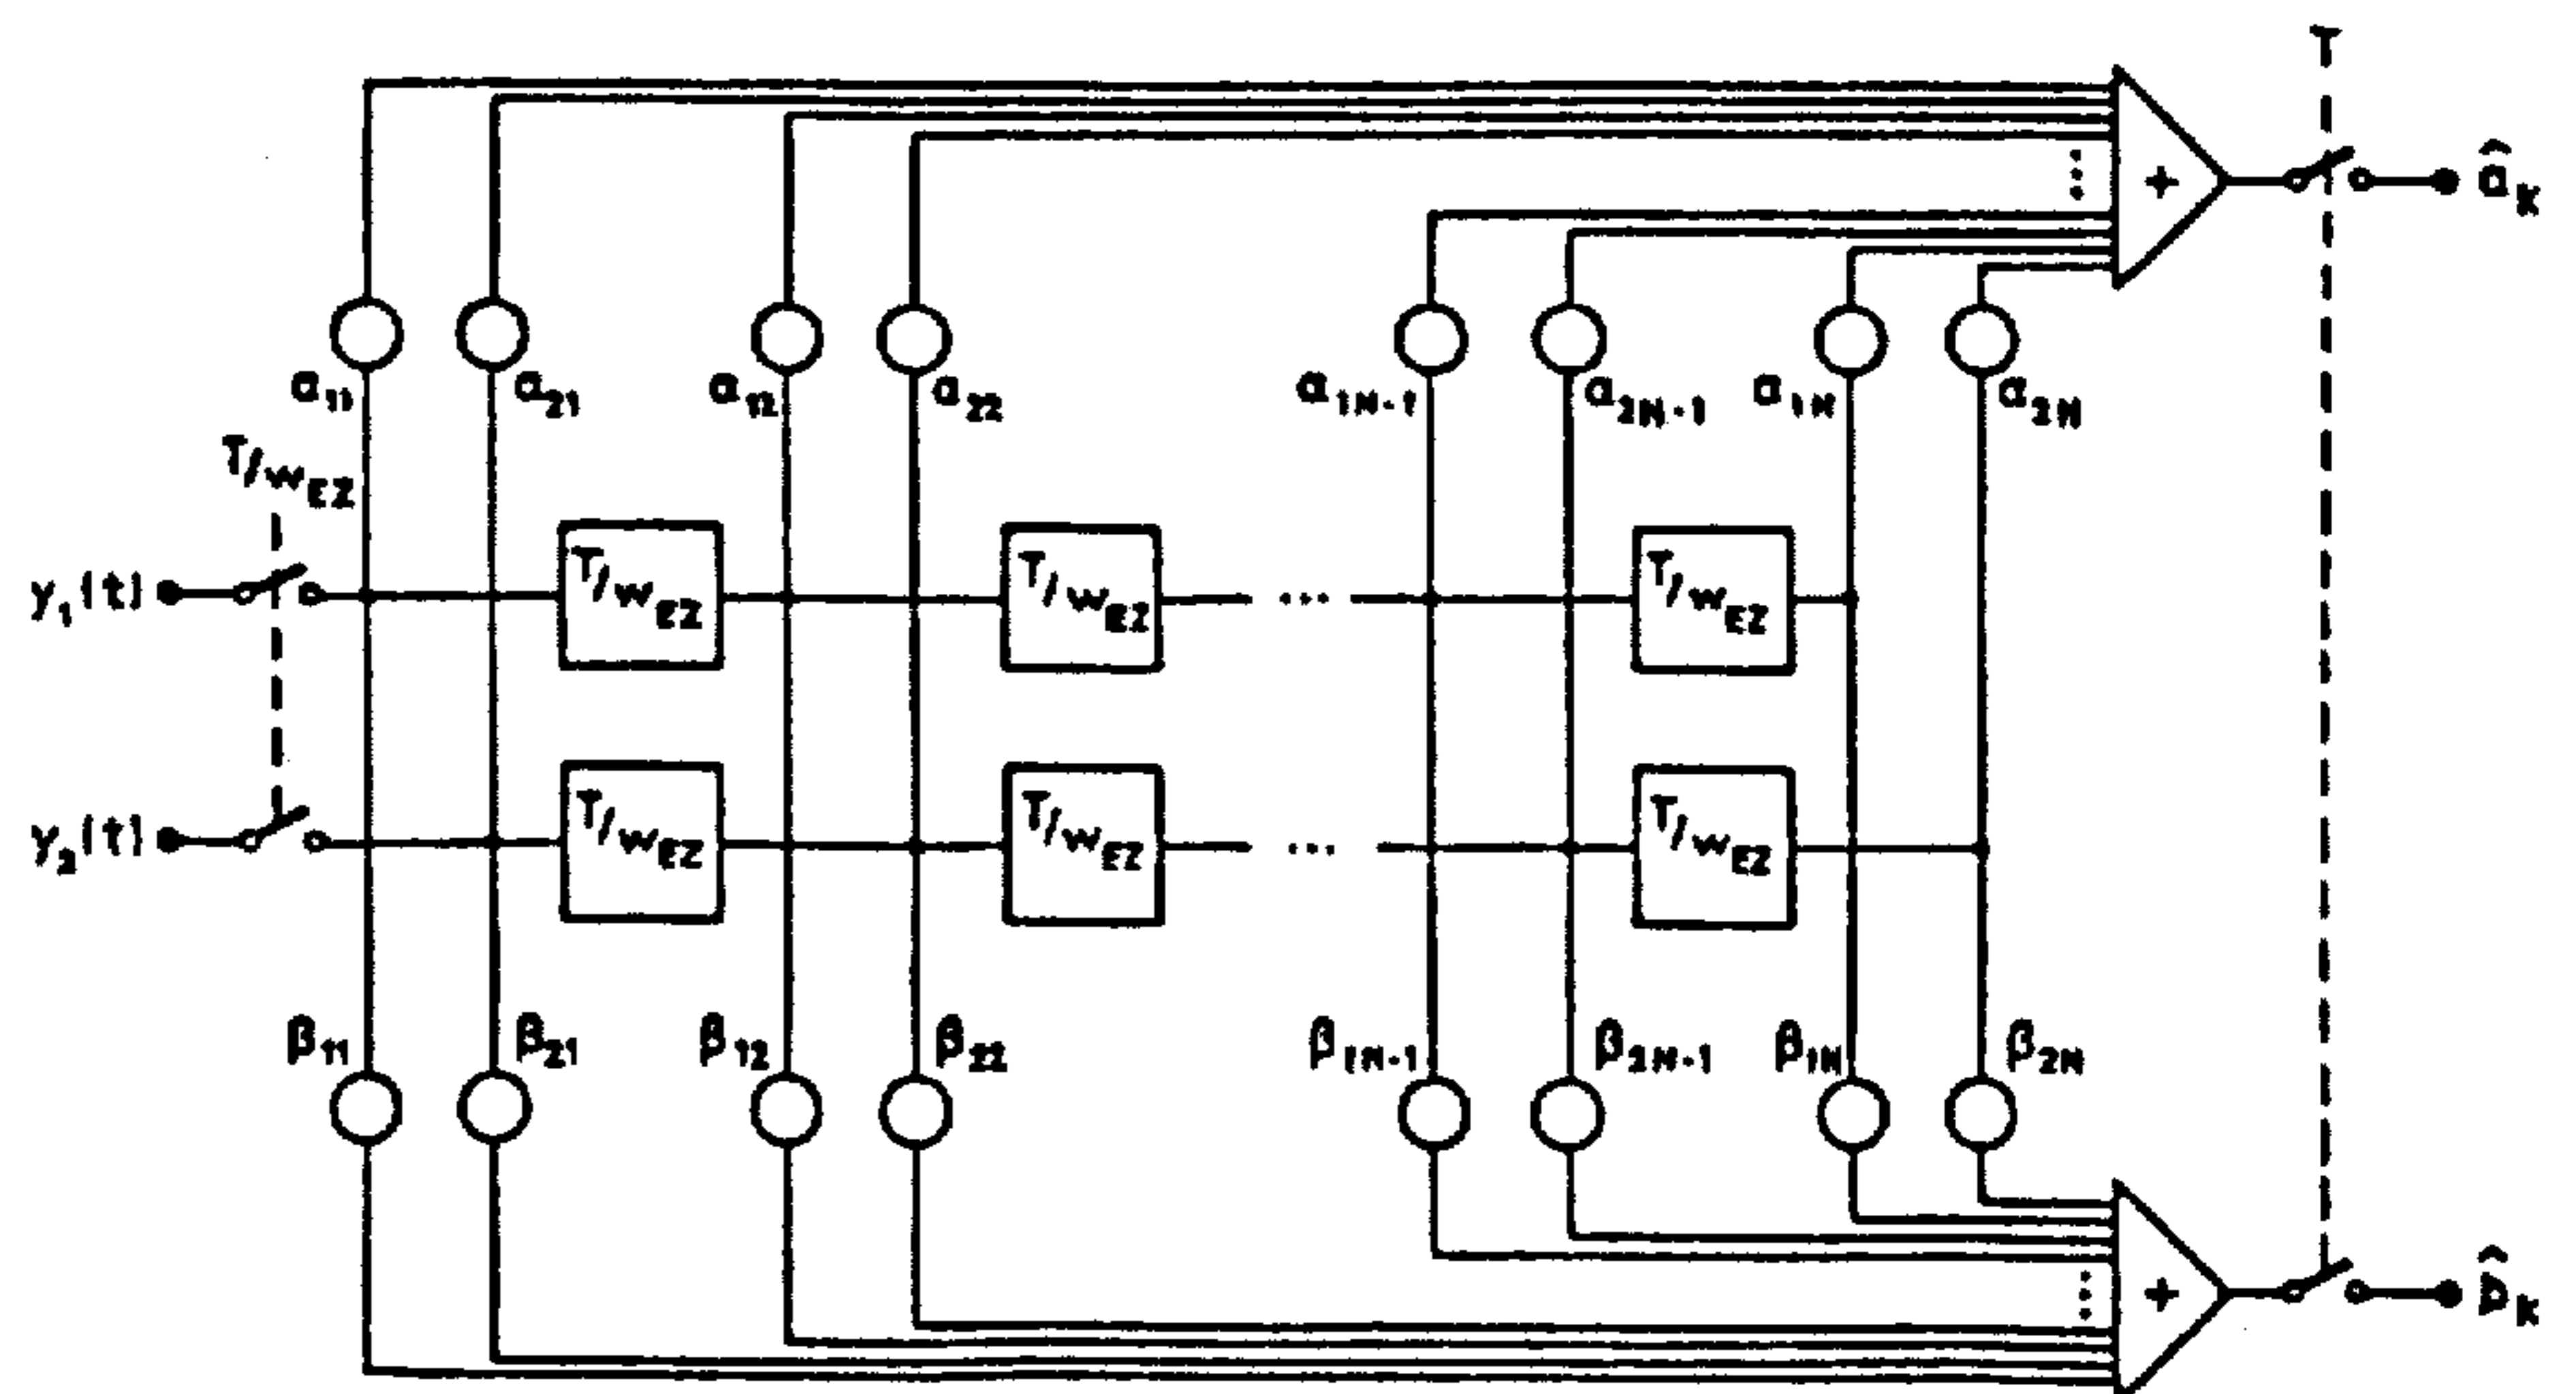 T
+
â_k
α_11 α_21 α_12 α_22 α_1N-1 α_2N-1 α_1N α_2N
T/w_EZ
y_1(t) T/w_EZ T/w_EZ ... T/w_EZ
y_2(t) T/w_EZ T/w_EZ ... T/w_EZ
β_11 β_21 β_12 β_22 β_1N-1 β_2N-1 β_1N β_2N
+
b̂_k